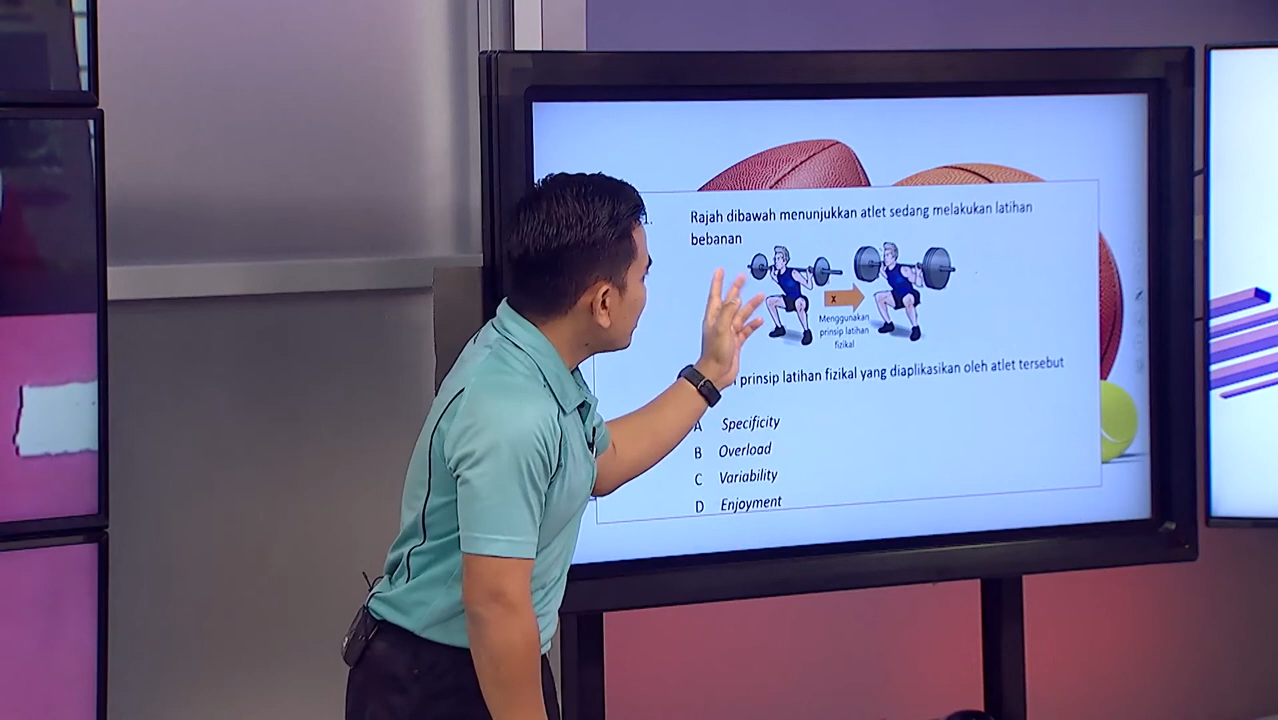 1. Rajah dibawah menunjukkan atlet sedang melakukan latihan
bebanan
x
Menggunakan
prinsip latihan
fizikal
prinsip latihan fizikal yang diaplikasikan oleh atlet tersebut
A Specificity
B Overload
C Variability
D Enjoyment